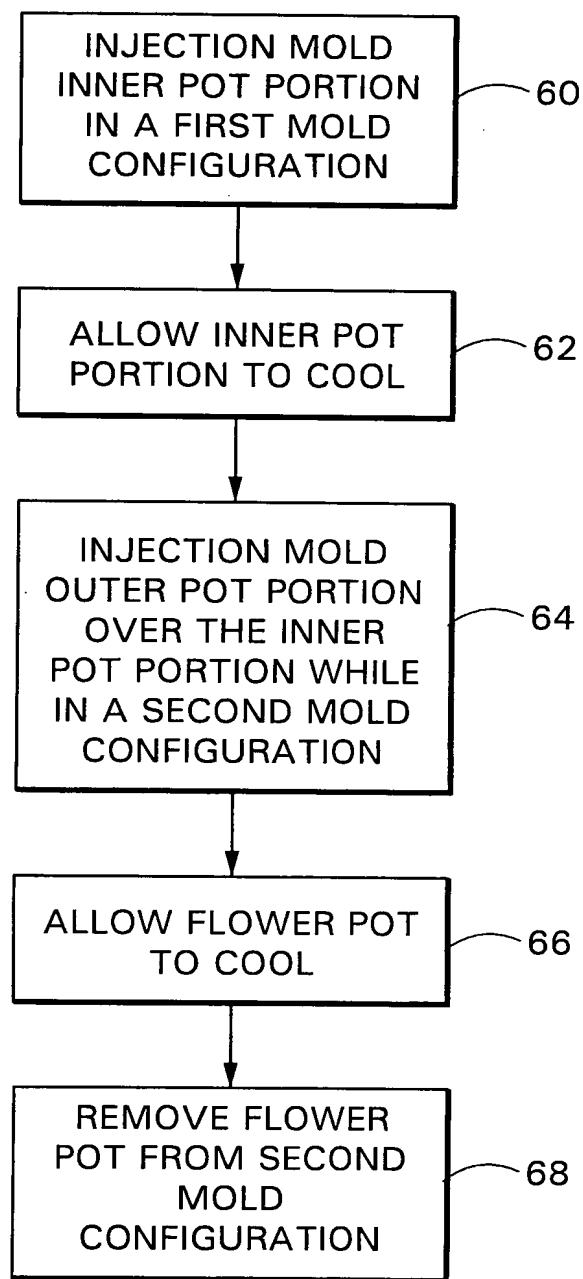 INJECTION MOLD
INNER POT PORTION
IN A FIRST MOLD
CONFIGURATION
60
ALLOW INNER POT
PORTION TO COOL
62
INJECTION MOLD
OUTER POT PORTION
OVER THE INNER
POT PORTION WHILE
IN A SECOND MOLD
CONFIGURATION
64
ALLOW FLOWER POT
TO COOL
66
REMOVE FLOWER
POT FROM SECOND
MOLD
CONFIGURATION
68